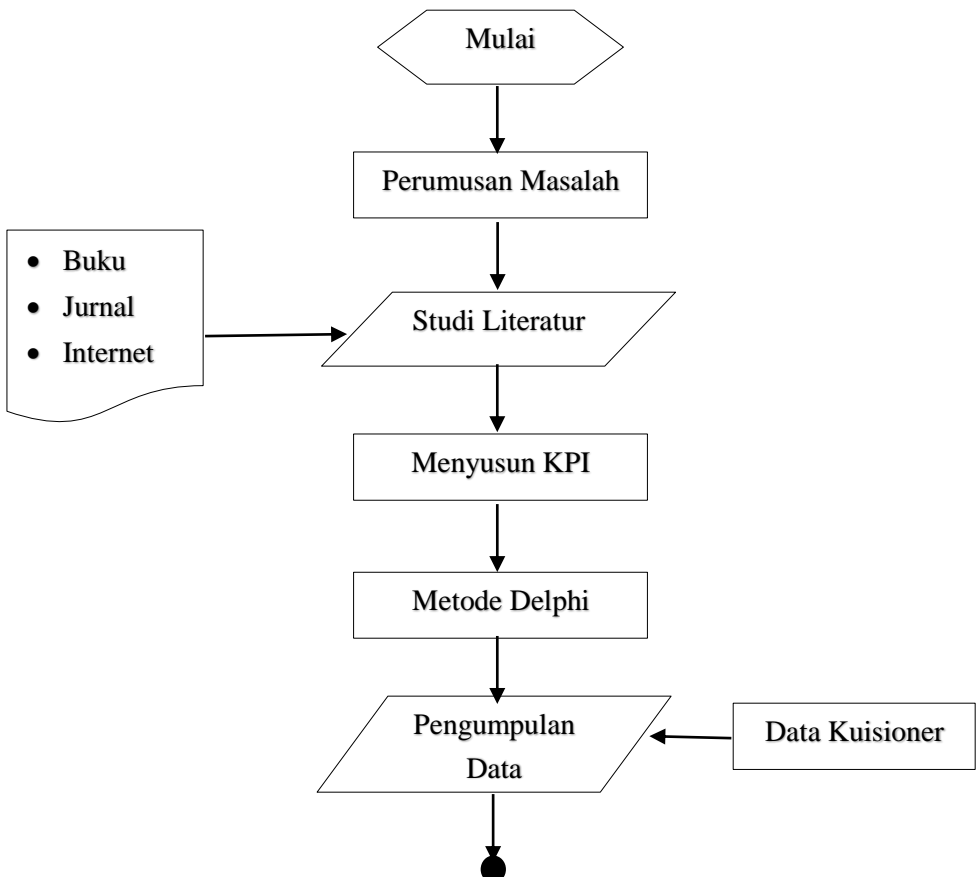 Mulai
Perumusan Masalah
• Buku
• Jurnal
• Internet
Studi Literatur
Menyusun KPI
Metode Delphi
Pengumpulan
Data
Data Kuisioner